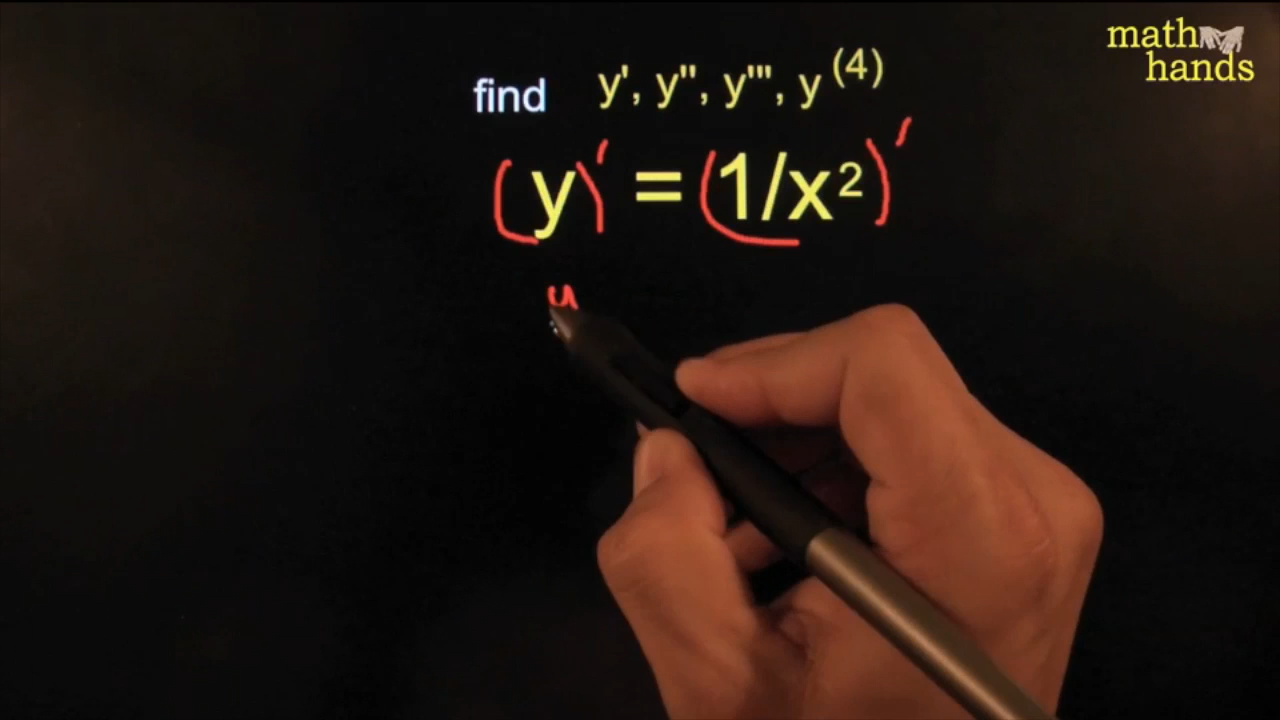 math
hands
find y', y'', y''', y (4)
(y)' = (1/x²)'
y